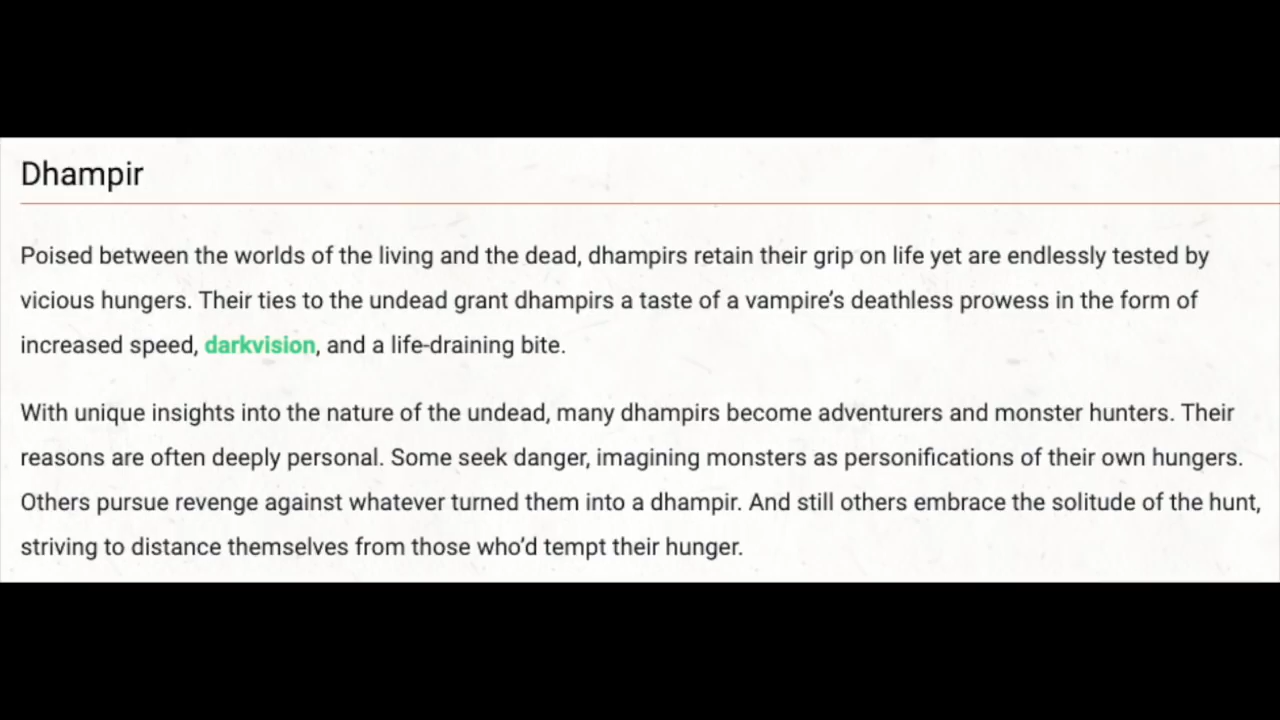 Dhampir
Poised between the worlds of the living and the dead, dhampirs retain their grip on life yet are endlessly tested by
vicious hungers. Their ties to the undead grant dhampirs a taste of a vampire’s deathless prowess in the form of
increased speed, darkvision, and a life-draining bite.
With unique insights into the nature of the undead, many dhampirs become adventurers and monster hunters. Their
reasons are often deeply personal. Some seek danger, imagining monsters as personifications of their own hungers.
Others pursue revenge against whatever turned them into a dhampir. And still others embrace the solitude of the hunt,
striving to distance themselves from those who’d tempt their hunger.